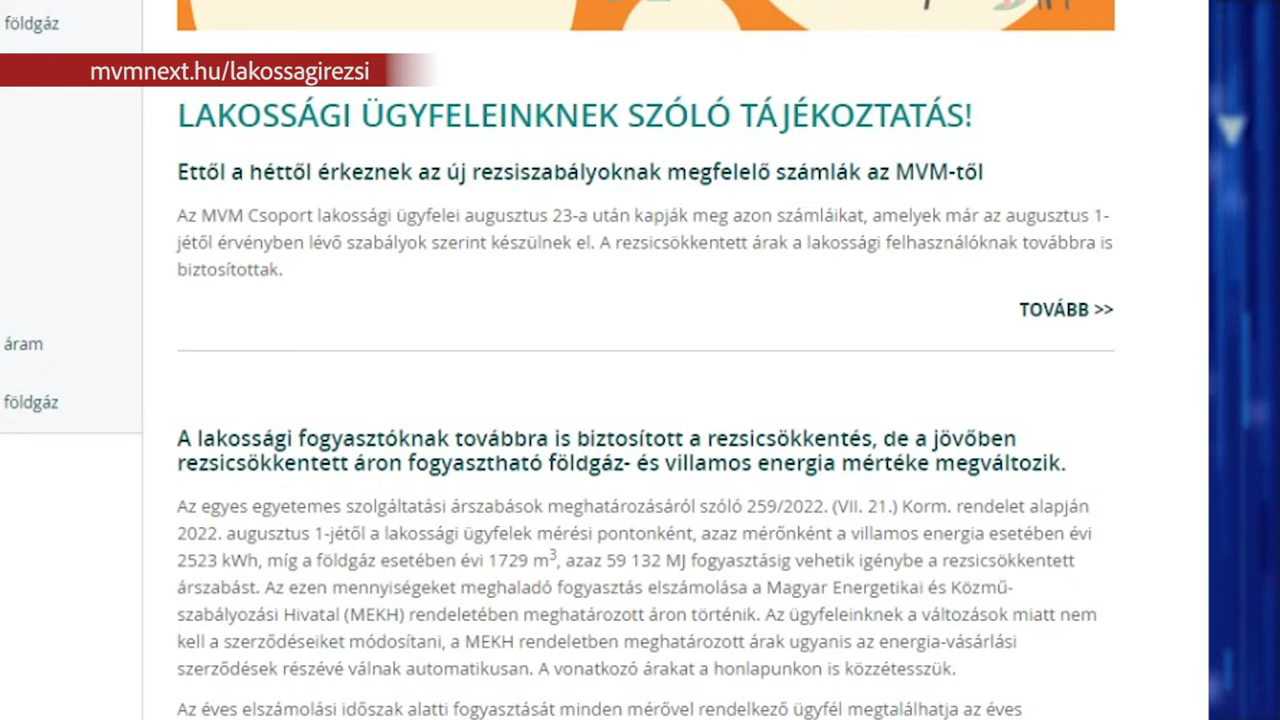 földgáz
mvmnext.hu/lakossagirezsi
LAKOSSÁGI ÜGYFELEINKNEK SZÓLÓ TÁJÉKOZTATÁS!
Ettől a héttől érkeznek az új rezsiszabályoknak megfelelő számlák az MVM-től
Az MVM Csoport lakossági ügyfelei augusztus 23-a után kapják meg azon számláikat, amelyek már az augusztus 1-
jétől érvényben lévő szabályok szerint készülnek el. A rezsicsökkentett árak a lakossági felhasználóknak továbbra is
biztosítottak.
TOVÁBB >>
áram
földgáz
A lakossági fogyasztóknak továbbra is biztosított a rezsicsökkentés, de a jövőben
rezsicsökkentett áron fogyasztható földgáz- és villamos energia mértéke megváltozik.
Az egyes egyetemes szolgáltatási árszabások meghatározásáról szóló 259/2022. (VII. 21.) Korm. rendelet alapján
2022. augusztus 1-jétől a lakossági ügyfelek mérési pontonként, azaz mérőnként a villamos energia esetében évi
2523 kWh, míg a földgáz esetében évi 1729 m³, azaz 59 132 MJ fogyasztásig vehetik igénybe a rezsicsökkentett
árszabást. Az ezen mennyiségeket meghaladó fogyasztás elszámolása a Magyar Energetikai és Közmű-
szabályozási Hivatal (MEKH) rendeletében meghatározott áron történik. Az ügyfeleinknek a változások miatt nem
kell a szerződéseiket módosítani, a MEKH rendeletben meghatározott árak ugyanis az energia-vásárlási
szerződések részévé válnak automatikusan. A vonatkozó árakat a honlapunkon is közzétesszük.
Az éves elszámolási időszak alatti fogyasztását minden mérővel rendelkező ügyfél megtalálhatja az éves